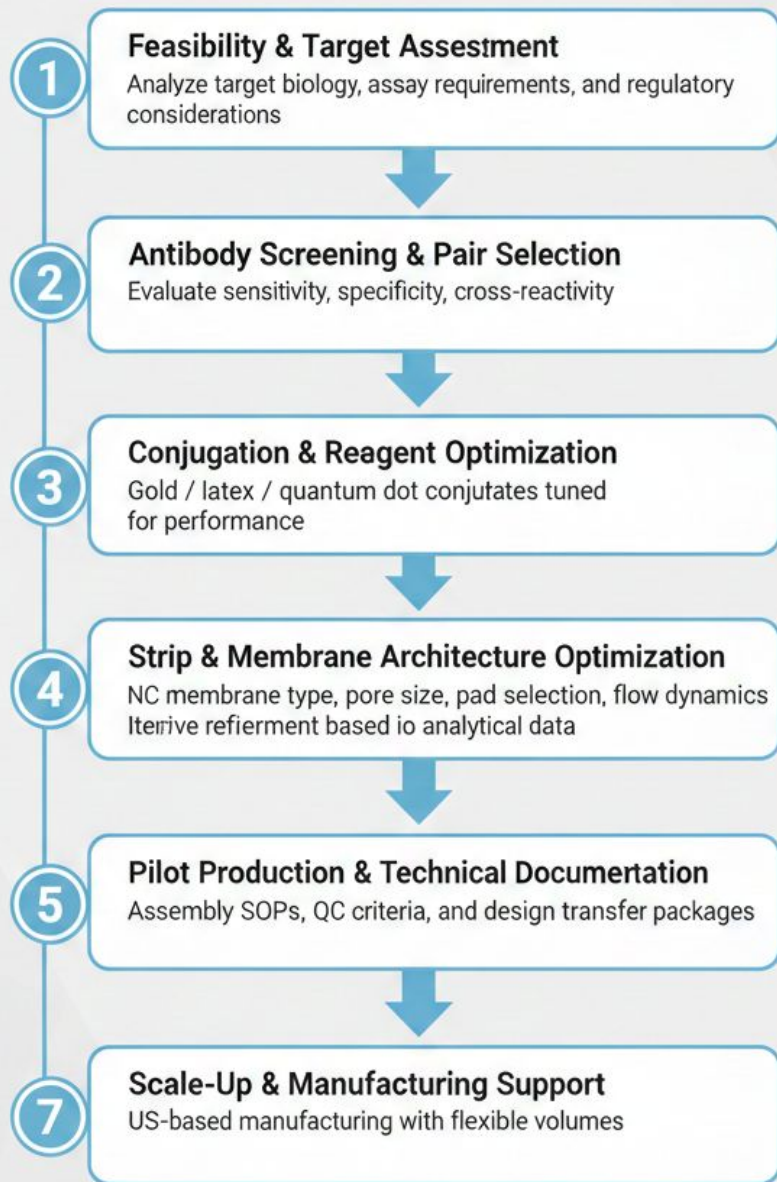 1
Feasibility & Target Assestment
Analyze target biology, assay requirements, and regulatory
considerations
2
Antibody Screening & Pair Selection
Evaluate sensitivity, specificity, cross-reactivity
3
Conjugation & Reagent Optimization
Gold / latex / quantum dot conjutates tuned
for performance
4
Strip & Membrane Architecture Optimization
NC membrane type, pore size, pad selection, flow dynamics
based io analytical data
5
Pilot Production & Technical Documertation
Assembly SOPs, QC criteria, and design transfer packages
7
Scale-Up & Manufacturing Support
US-based manufacturing with flexible volumes